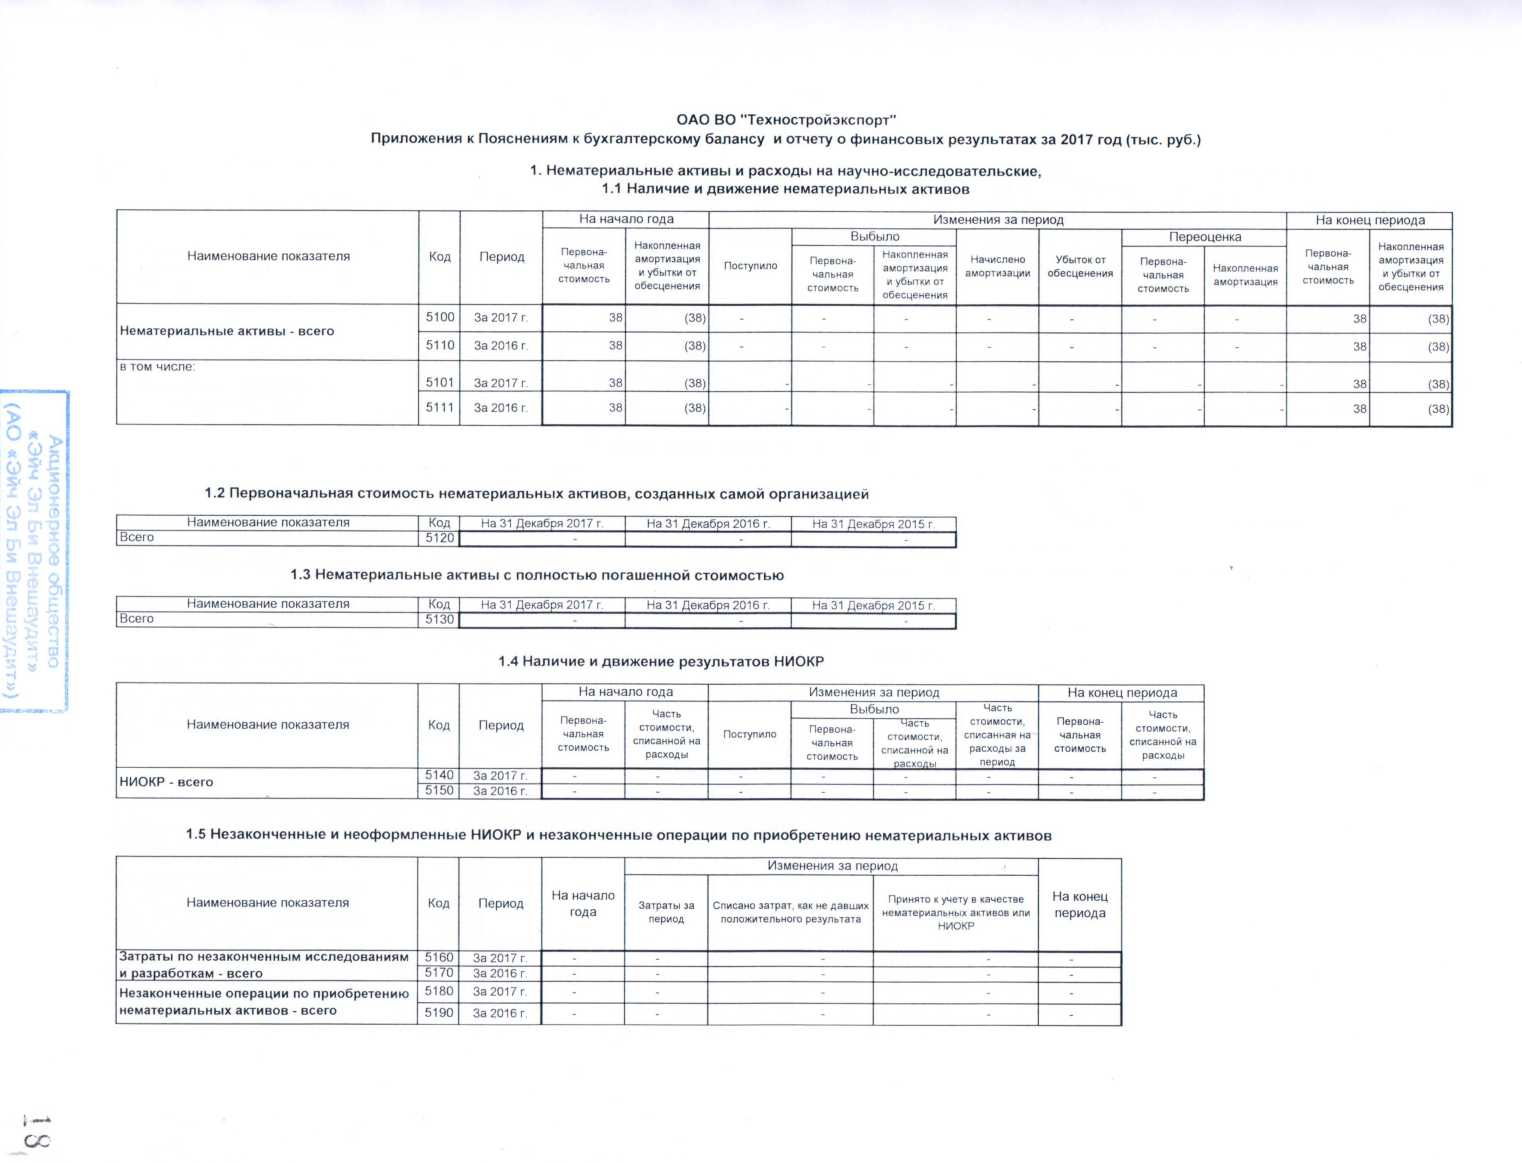 ОАО ВО "Техностройэкспорт"
Приложения к Пояснениям к бухгалтерскому балансу и отчету о финансовых результатах за 2017 год (тыс. руб.)
1. Нематериальные активы и расходы на научно-исследовательские,
1.1 Наличие и движение нематериальных активов
Наименование показателя Код Период На начало года Изменения за период На конец периода
Выбыло Переоценка
Первона-чальная стоимость Накопленная амортизация и убытки от обесценения Поступило Первона-чальная стоимость Накопленная амортизация и убытки от обесценения Начислено амортизации Убыток от обесценения Первона-чальная стоимость Накопленная амортизация Первона-чальная стоимость Накопленная амортизация и убытки от обесценения
Нематериальные активы - всего 5100 За 2017 г. 38 (38) - - - - - - - 38 (38)
5110 За 2016 г. 38 (38) - - - - - - - 38 (38)
в том числе:
5101 За 2017 г. 38 (38) - - - - - - - 38 (38)
5111 За 2016 г. 38 (38) - - - - - - - 38 (38)
1.2 Первоначальная стоимость нематериальных активов, созданных самой организацией
Наименование показателя Код На 31 Декабря 2017 г. На 31 Декабря 2016 г. На 31 Декабря 2015 г.
Всего 5120 - - -
1.3 Нематериальные активы с полностью погашенной стоимостью
Наименование показателя Код На 31 Декабря 2017 г. На 31 Декабря 2016 г. На 31 Декабря 2015 г.
Всего 5130 - - -
1.4 Наличие и движение результатов НИОКР
Наименование показателя Код Период На начало года Изменения за период На конец периода
Выбыло
Первона-чальная стоимость Часть стоимости, списанной на расходы Поступило Первона-чальная стоимость Часть стоимости, списанной на расходы Часть стоимости, списанная на расходы за период Первона-чальная стоимость Часть стоимости, списанной на расходы
НИОКР - всего 5140 За 2017 г. - - - - - - - -
5150 За 2016 г. - - - - - - - -
1.5 Незаконченные и неоформленные НИОКР и незаконченные операции по приобретению нематериальных активов
Наименование показателя Код Период На начало года Изменения за период На конец периода
Затраты за период Списано затрат, как не давших положительного результата Принято к учету в качестве нематериальных активов или НИОКР
Затраты по незаконченным исследованиям 5160 За 2017 г. - - - - -
и разработкам - всего 5170 За 2016 г. - - - - -
Незаконченные операции по приобретению 5180 За 2017 г. - - - - -
нематериальных активов - всего 5190 За 2016 г. - - - - -
Акционерное общество
«Эйч Эл Би Внешаудит»
(АО «Эйч Эл Би Внешаудит»)
18